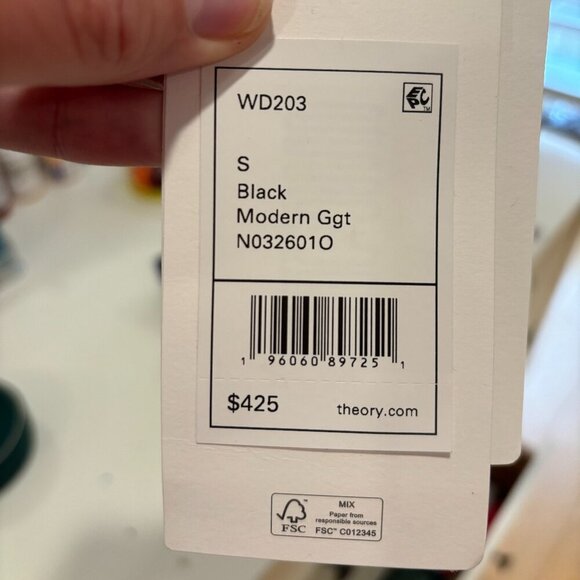 WD203
EPC™
S
Black
Modern Ggt
N032601O
1 96060 89725 1
$425 theory.com
FSC
MIX
Paper from
responsible sources
FSC™ C012345